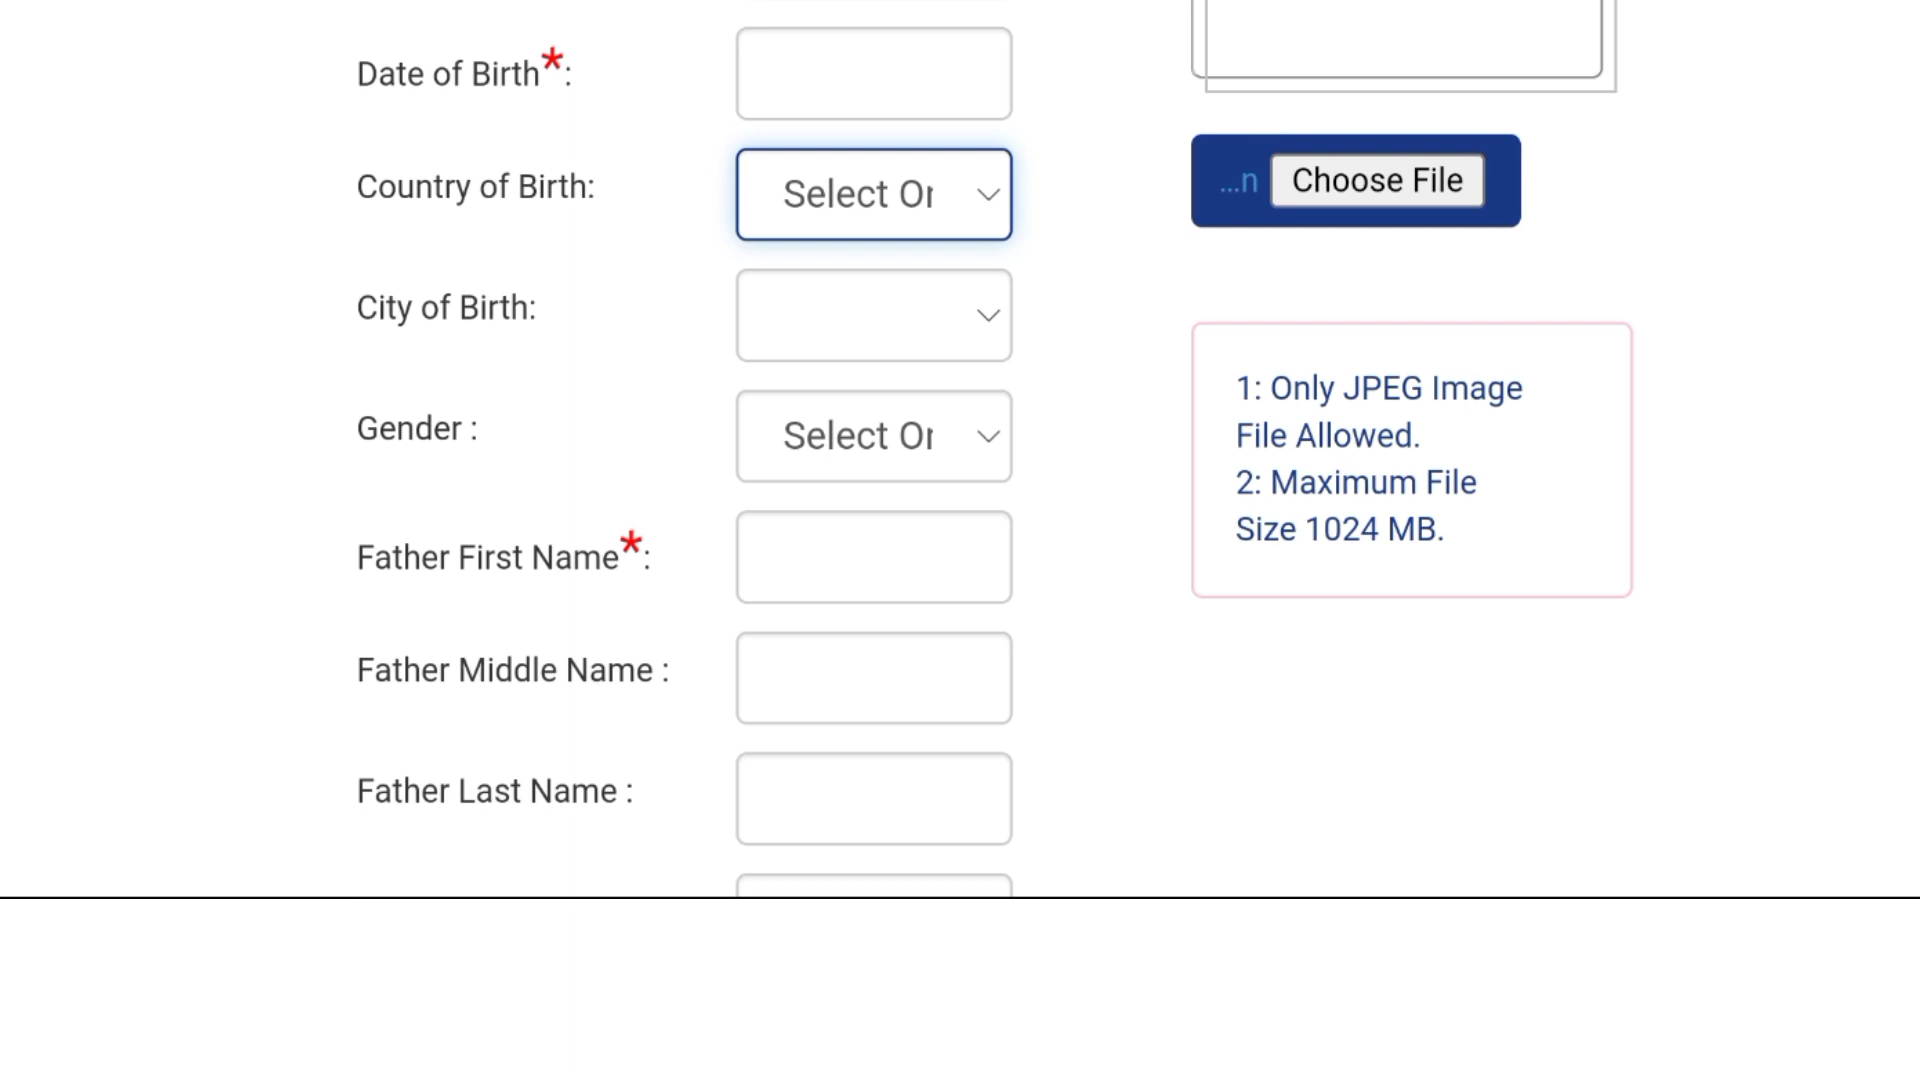 Date of Birth*:
Country of Birth:
Select Or
City of Birth:
Gender :
Select Or
Father First Name*:
Father Middle Name :
Father Last Name :
...n Choose File
1: Only JPEG Image
File Allowed.
2: Maximum File
Size 1024 MB.